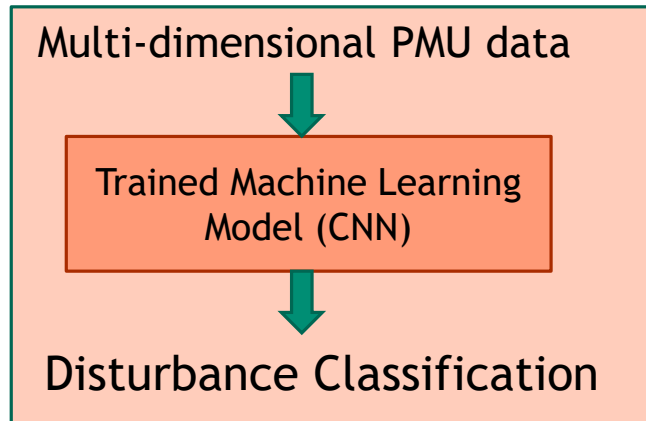 Multi-dimensional PMU data
Trained Machine Learning
Model (CNN)
Disturbance Classification